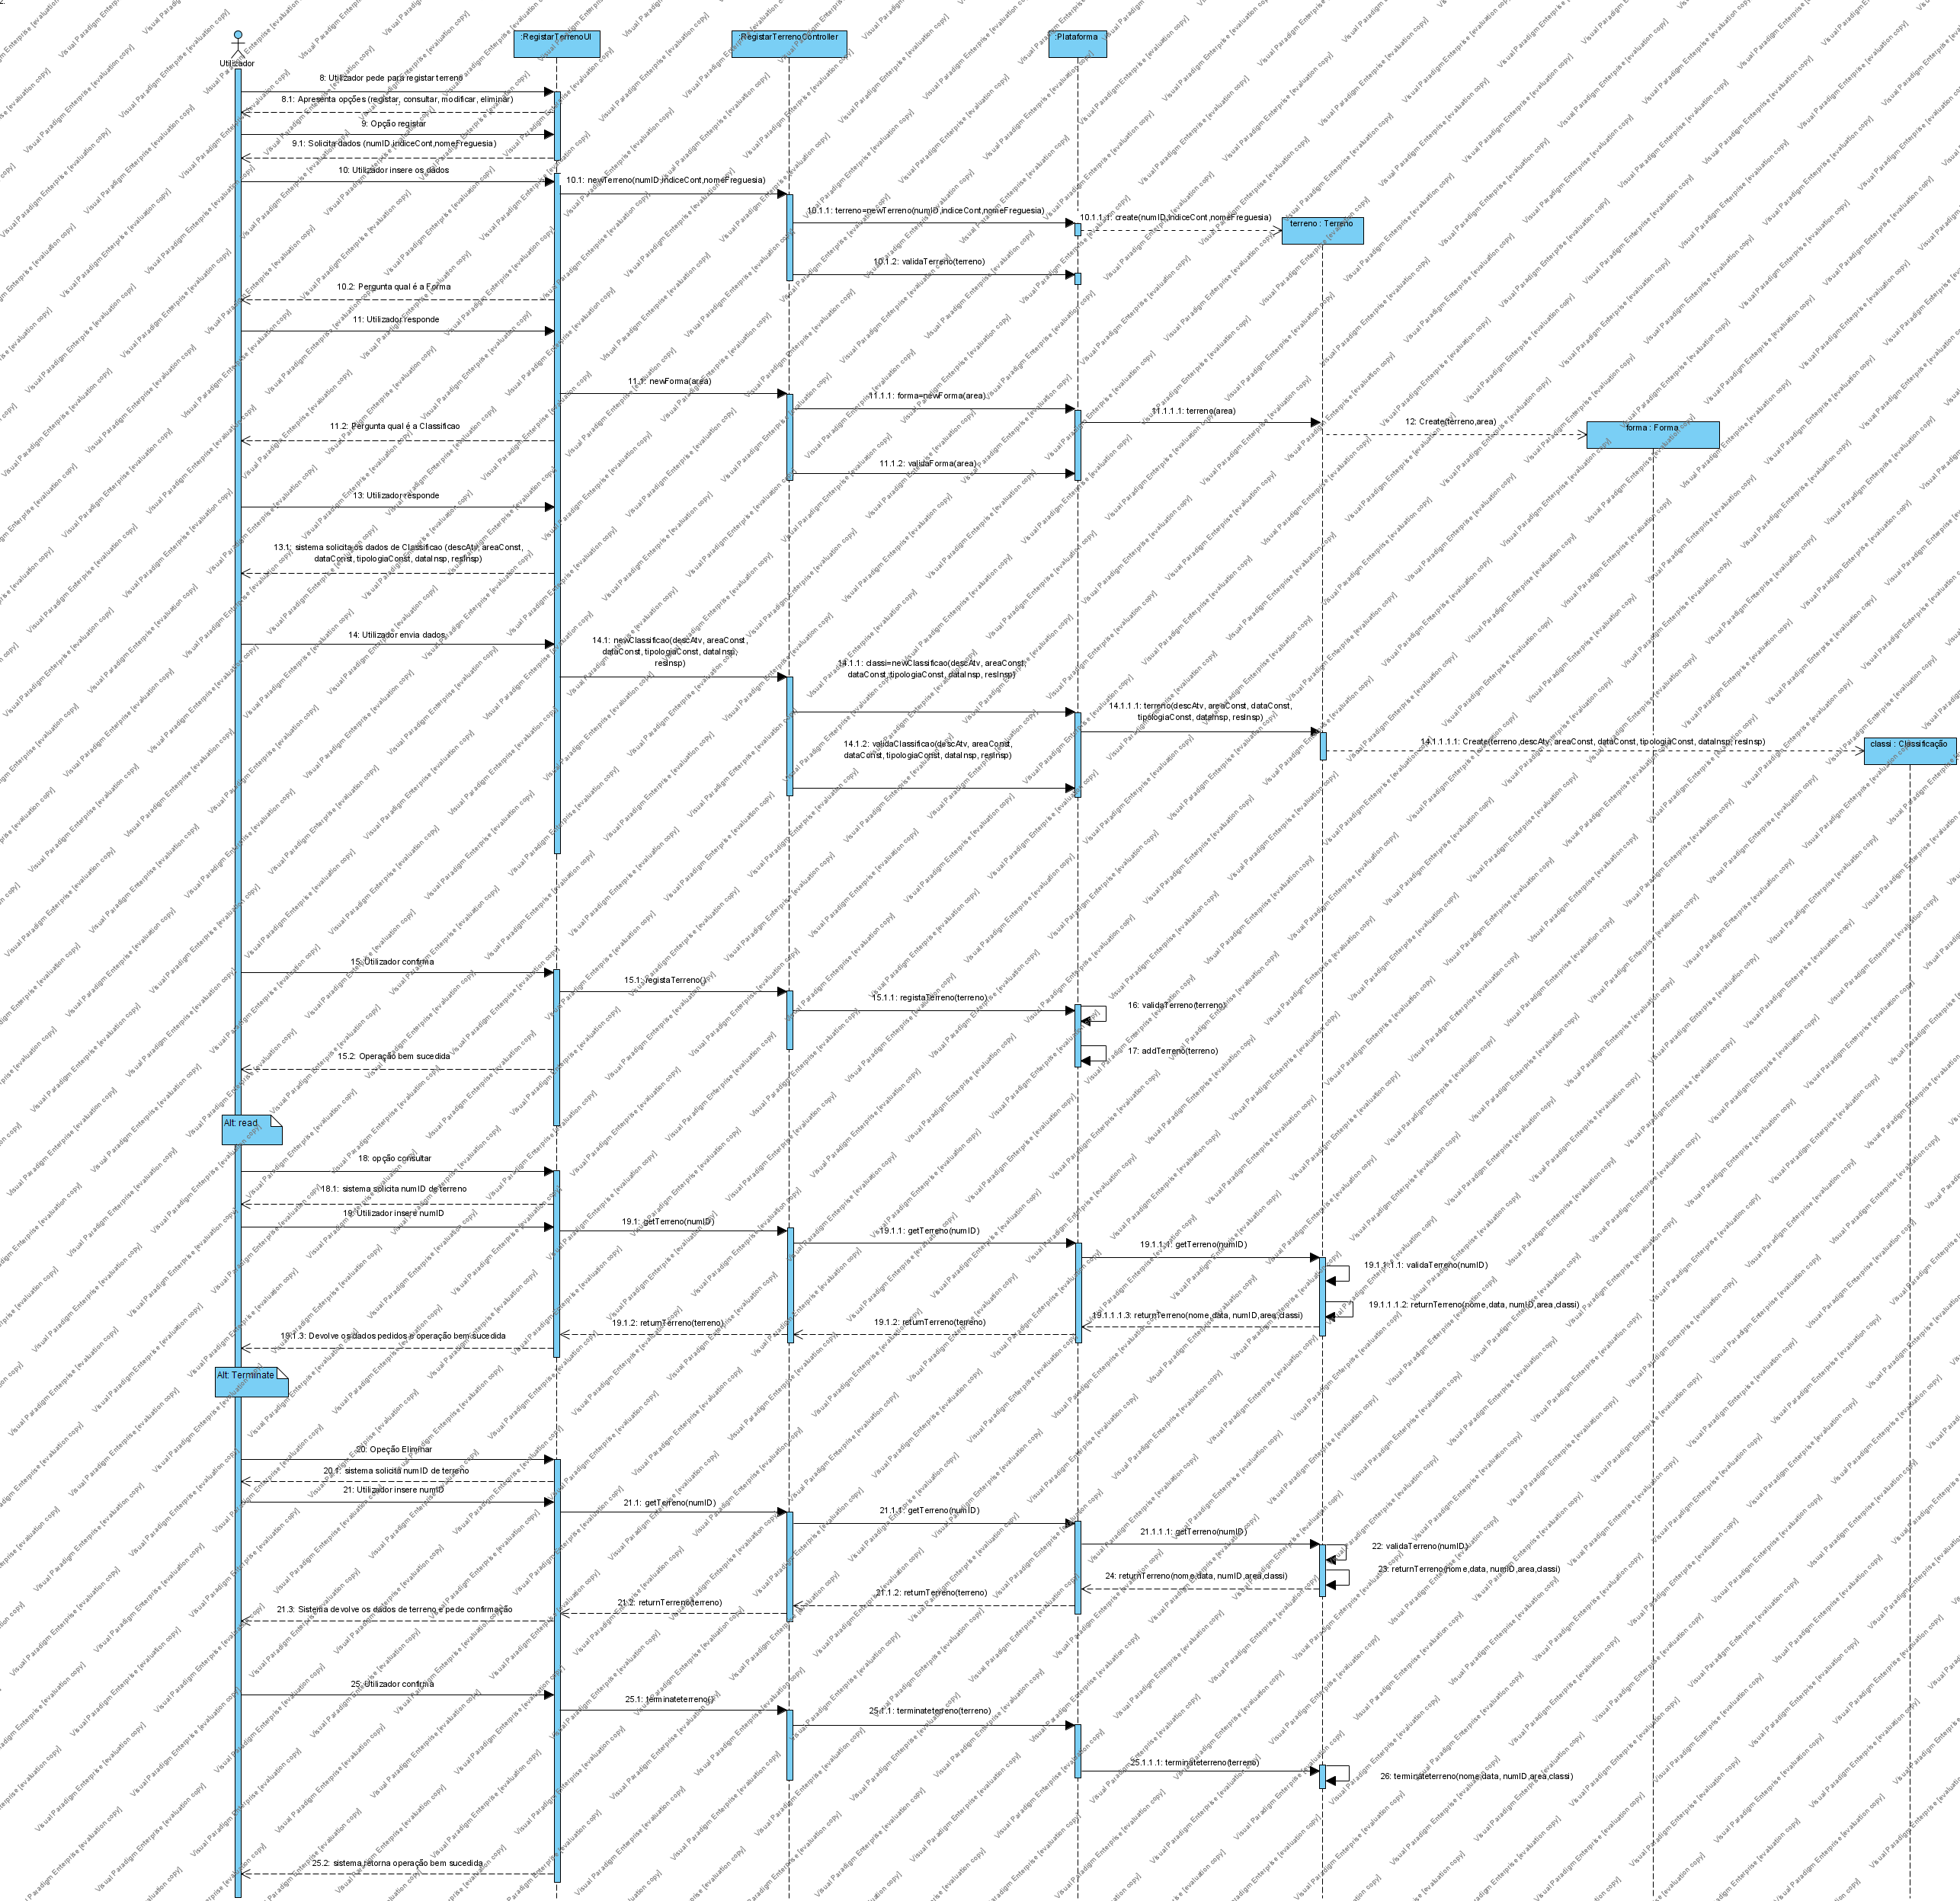 2.
Utilizador
:RegistarTerrenoUI
RegistarTerrenoController
:Plataforma
8: Utilizador pede para registar terreno
8.1: Apresenta opções (registar, consultar, modificar, eliminar)
9: Opção registar
9.1: Solicita dados (numID,indiceCont,nomeFreguesia)
10: Utilizador insere os dados
10.1: newTerreno(numID,indiceCont,nomeFreguesia)
10.1.1: terreno=newTerreno(numID,indiceCont,nomeFreguesia)
10.1.1.1: create(numID,indiceCont,nomeFreguesia)
terreno : Terreno
10.1.2: validaTerreno(terreno)
10.2: Pergunta qual é a Forma
11: Utilizador responde
11.1: newForma(area)
11.1.1: forma=newForma(area)
11.1.1.1: terreno(area)
12: Create(terreno,area)
forma : Forma
11.2: Pergunta qual é a Classificao
11.1.2: validaForma(area)
13: Utilizador responde
13.1: sistema solicita os dados de Classificao (descAtv, areaConst,
dataConst, tipologiaConst, dataInsp, resInsp)
14: Utilizador envia dados
14.1: newClassificao(descAtv, areaConst,
dataConst, tipologiaConst, dataInsp,
resInsp)
14.1.1: classi=newClassificao(descAtv, areaConst,
dataConst, tipologiaConst, dataInsp, resInsp)
14.1.1.1: terreno(descAtv, areaConst, dataConst,
tipologiaConst, dataInsp, resInsp)
14.1.1.1.1: Create(terreno,descAtv, areaConst, dataConst, tipologiaConst, dataInsp, resInsp)
classi : Classificação
14.1.2: validaClassificao(descAtv, areaConst,
dataConst, tipologiaConst, dataInsp, resInsp)
15: Utilizador confirma
15.1: registaTerreno()
15.1.1: registaTerreno(terreno)
16: validaTerreno(terreno)
17: addTerreno(terreno)
15.2: Operação bem sucedida
Alt: read
18: opção consultar
18.1: sistema solicita numID de terreno
19: Utilizador insere numID
19.1: getTerreno(numID)
19.1.1: getTerreno(numID)
19.1.1.1: getTerreno(numID)
19.1.1.1.1: validaTerreno(numID)
19.1.1.1.2: returnTerreno(nome,data, numID,area,classi)
19.1.1.1.3: returnTerreno(nome,data, numID,area,classi)
19.1.2: returnTerreno(terreno)
19.1.2: returnTerreno(terreno)
19.1.3: Devolve os dados pedidos e operação bem sucedida
Alt: Terminate
20: Opeção Eliminar
20.1: sistema solicita numID de terreno
21: Utilizador insere numID
21.1: getTerreno(numID)
21.1.1: getTerreno(numID)
21.1.1.1: getTerreno(numID)
22: validaTerreno(numID)
23: returnTerreno(nome,data, numID,area,classi)
24: returnTerreno(nome,data, numID,area,classi)
21.1.2: returnTerreno(terreno)
21.2: returnTerreno(terreno)
21.3: Sistema devolve os dados de terreno e pede confirmação
25: Utilizador confirma
25.1: terminateterreno()
25.1.1: terminateterreno(terreno)
25.1.1.1: terminateterreno(terreno)
26: terminateterreno(nome,data, numID,area,classi)
25.2: sistema retorna operação bem sucedida
Visual Paradigm Enterprise [evaluation copy]